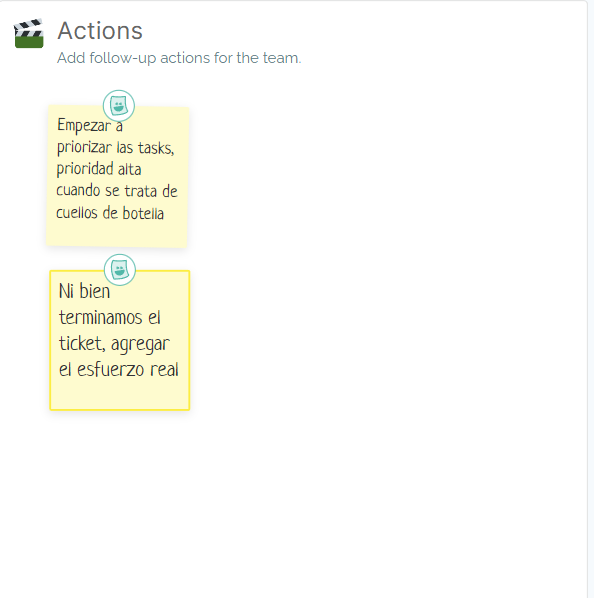 Actions
Add follow-up actions for the team.
Empezar a
priorizar las tasks,
prioridad alta
cuando se trata de
cuellos de botella
Ni bien
terminamos el
ticket, agregar
el esfuerzo real